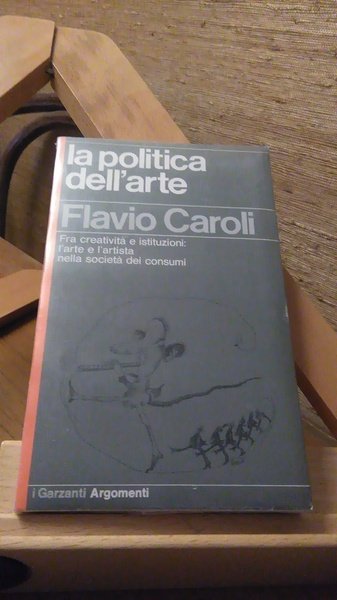 la politica
dell'arte
Flavio Caroli
Fra creatività e istituzioni:
l'arte e l'artista
nella società dei consumi
i Garzanti Argomenti